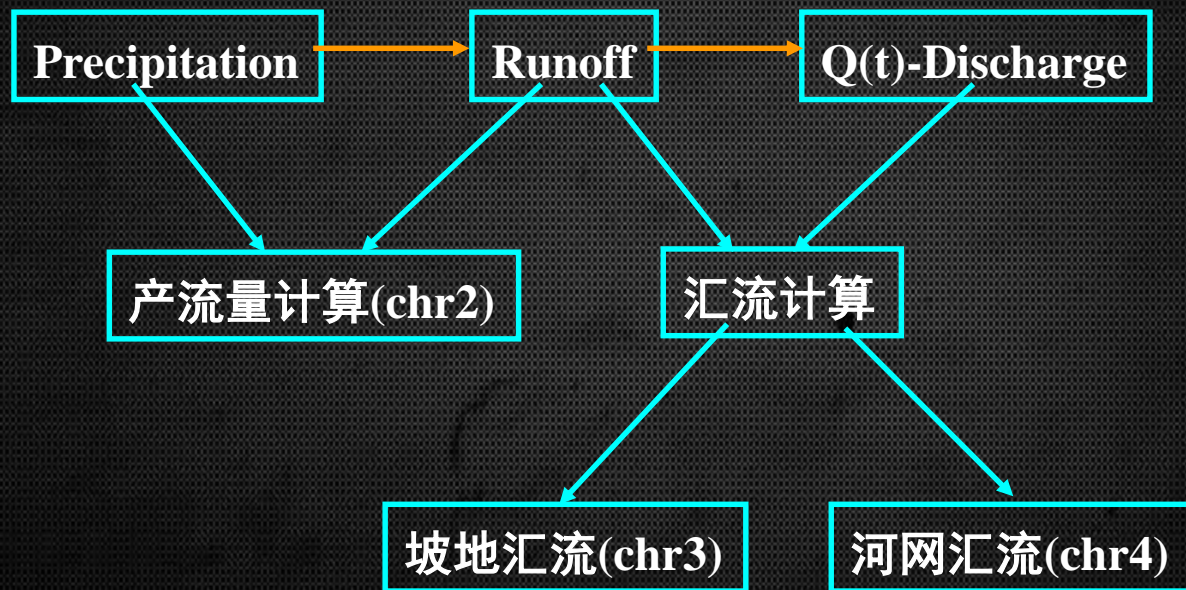 Precipitation
Runoff
Q(t)-Discharge
产流量计算(chr2)
汇流计算
坡地汇流(chr3)
河网汇流(chr4)